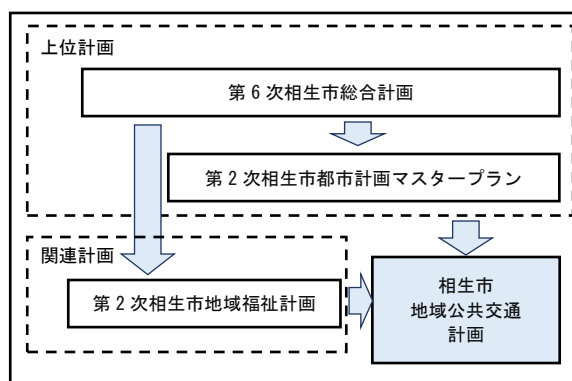 上位計画
第6次相生市総合計画
第2次相生市都市計画マスタープラン
関連計画
第2次相生市地域福祉計画
相生市
地域公共交通
計画